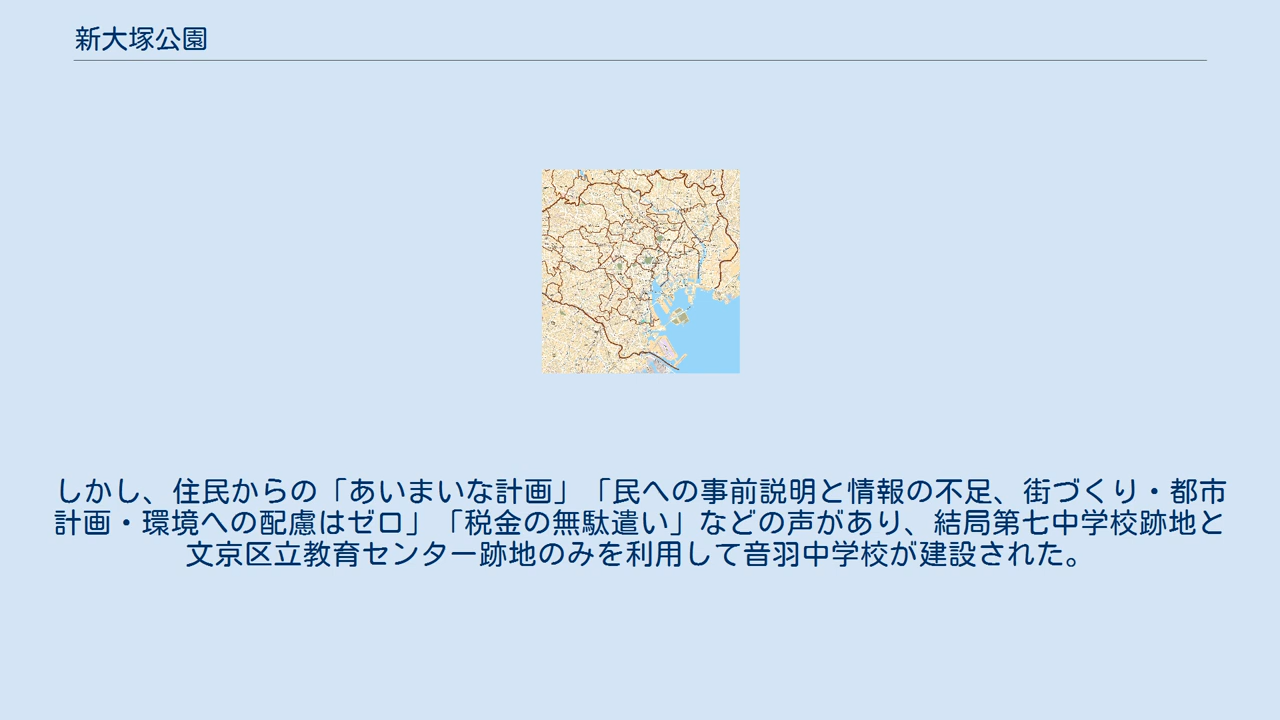 新大塚公園
しかし、住民からの「あいまいな計画」「民への事前説明と情報の不足、街づくり・都市
計画・環境への配慮はゼロ」「税金の無駄遣い」などの声があり、結局第七中学校跡地と
文京区立教育センター跡地のみを利用して音羽中学校が建設された。